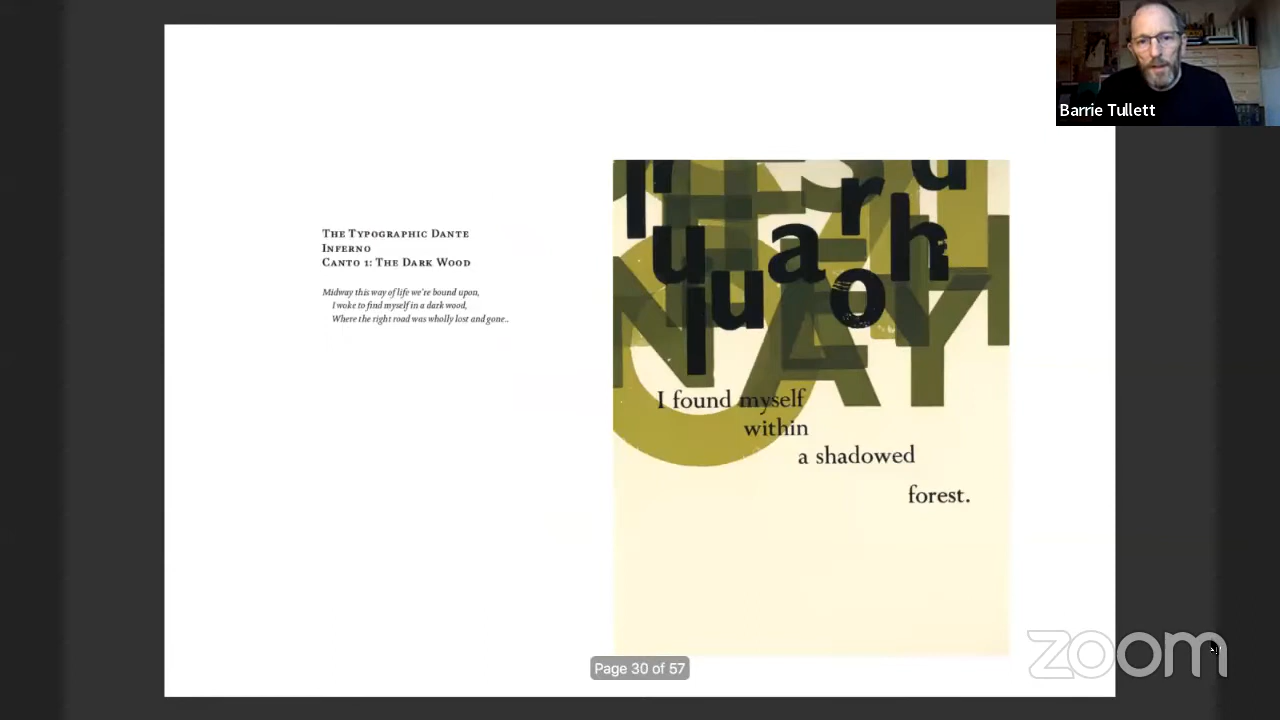 Barrie Tullett
THE TYPOGRAPHIC DANTE
INFERNO
CANTO 1: THE DARK WOOD
Midway this way of life we're bound upon,
I woke to find myself in a dark wood,
Where the right road was wholly lost and gone..
I found myself
within
a shadowed
forest.
Page 30 of 57
zoom